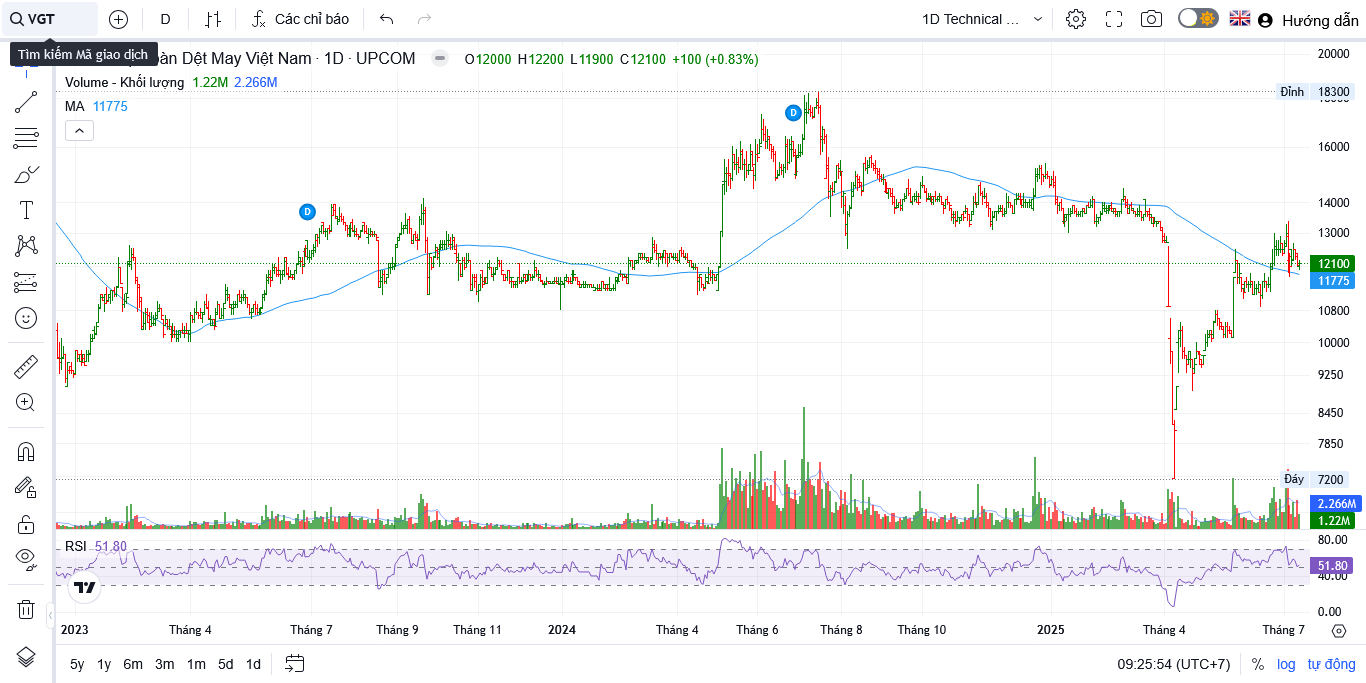 VGT
D
Các chỉ báo
1D Technical ...
Hướng dẫn
Tìm kiếm Mã giao dịch
Dệt May Việt Nam · 1D · UPCOM
O12000 H12200 L11900 C12100 +100 (+0.83%)
Volume - Khối lượng 1.22M 2.266M
MA 11775
D
D
20000
Đỉnh 18300
16000
14000
13000
12100
11775
10800
10000
9250
8450
7850
Đáy 7200
2.266M
1.22M
RSI 51.80
80.00
51.80
40.00
0.00
2023 Tháng 4 Tháng 7 Tháng 9 Tháng 11 2024 Tháng 4 Tháng 6 Tháng 8 Tháng 10 2025 Tháng 4 Tháng 7
5y 1y 6m 3m 1m 5d 1d
09:25:54 (UTC+7) % log tự động